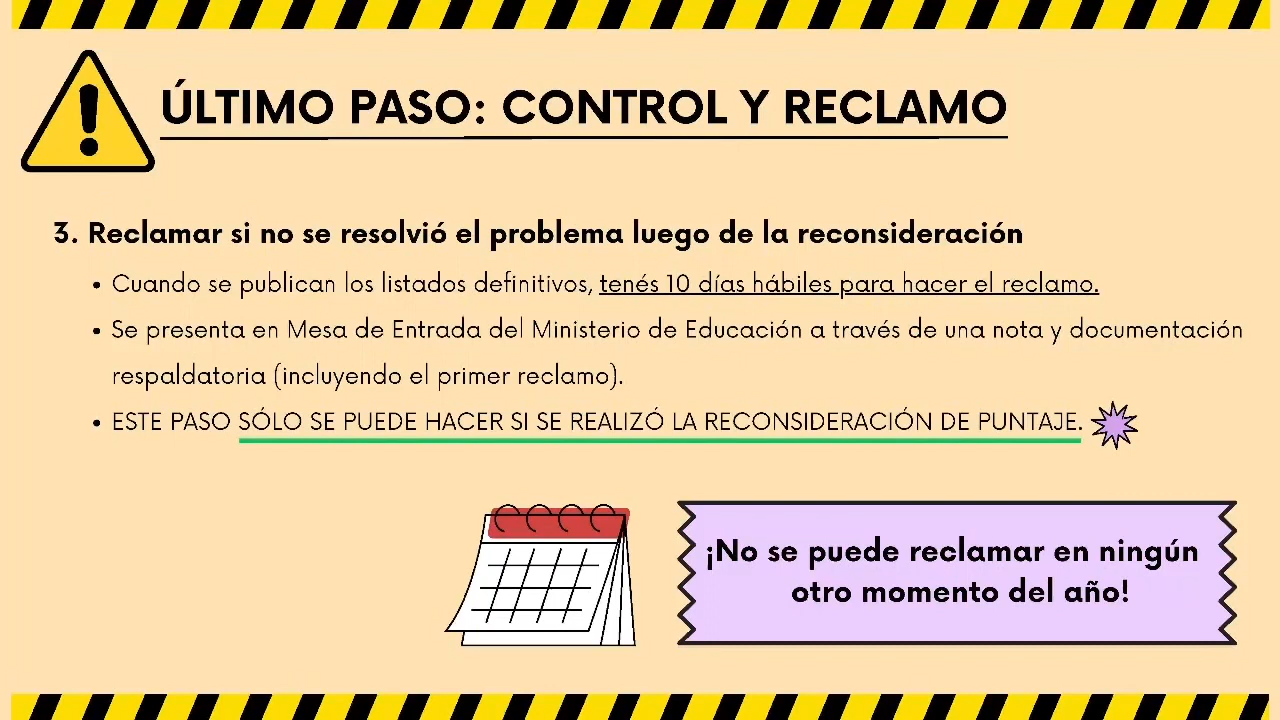 ÚLTIMO PASO: CONTROL Y RECLAMO
3. Reclamar si no se resolvió el problema luego de la reconsideración
• Cuando se publican los listados definitivos, tenés 10 días hábiles para hacer el reclamo.
• Se presenta en Mesa de Entrada del Ministerio de Educación a través de una nota y documentación
respaldatoria (incluyendo el primer reclamo).
• ESTE PASO SÓLO SE PUEDE HACER SI SE REALIZÓ LA RECONSIDERACIÓN DE PUNTAJE.
¡No se puede reclamar en ningún
otro momento del año!